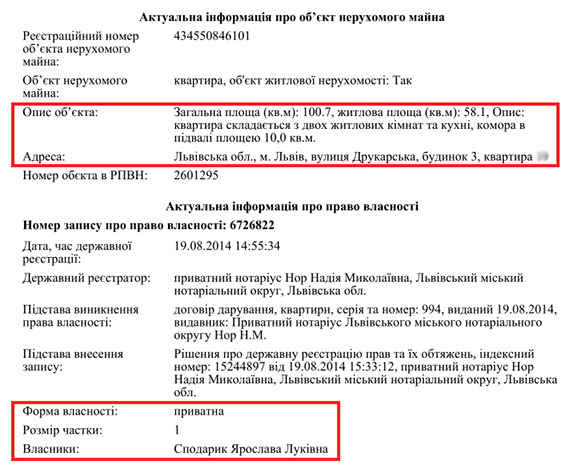 Актуальна інформація про об’єкт нерухомого майна
Реєстраційний номер об’єкта нерухомого майна: 434550846101
Об’єкт нерухомого майна: квартира, об'єкт житлової нерухомості: Так
Опис об’єкта: Загальна площа (кв.м): 100.7, житлова площа (кв.м): 58.1, Опис: квартира складається з двох житлових кімнат та кухні, комора в підвалі площею 10,0 кв.м.
Адреса: Львівська обл., м. Львів, вулиця Друкарська, будинок 3, квартира
Номер обєкта в РПВН: 2601295
Актуальна інформація про право власності
Номер запису про право власності: 6726822
Дата, час державної реєстрації: 19.08.2014 14:55:34
Державний реєстратор: приватний нотаріус Нор Надія Миколаївна, Львівський міський нотаріальний округ, Львівська обл.
Підстава виникнення права власності: договір дарування, квартири, серія та номер: 994, виданий 19.08.2014, видавник: Приватний нотаріус Львівського міського нотаріального округу Нор Н.М.
Підстава внесення запису: Рішення про державну реєстрацію прав та їх обтяжень, індексний номер: 15244897 від 19.08.2014 15:33:12, приватний нотаріус Нор Надія Миколаївна, Львівський міський нотаріальний округ, Львівська обл.
Форма власності: приватна
Розмір частки: 1
Власники: Сподарик Ярослава Луківна